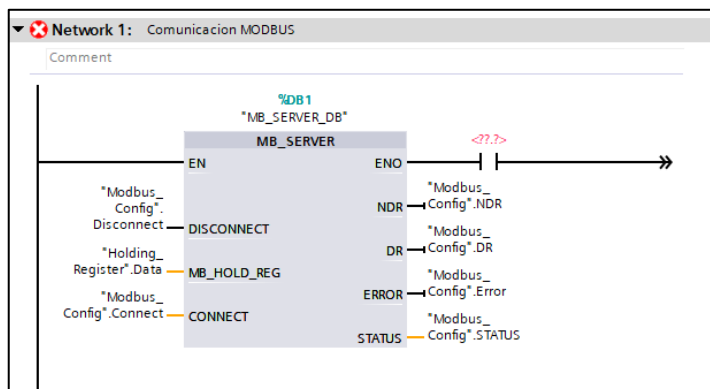 Network 1: Comunicacion MODBUS
Comment
%DB1
"MB_SERVER_DB"
MB_SERVER
<??.?>
EN
ENO
"Modbus_
Config".
Disconnect
DISCONNECT
"Modbus_
Config".NDR
NDR
"Holding_
Register".Data
MB_HOLD_REG
"Modbus_
Config".DR
DR
"Modbus_
Config".Connect
CONNECT
"Modbus_
Config".Error
ERROR
"Modbus_
Config".STATUS
STATUS